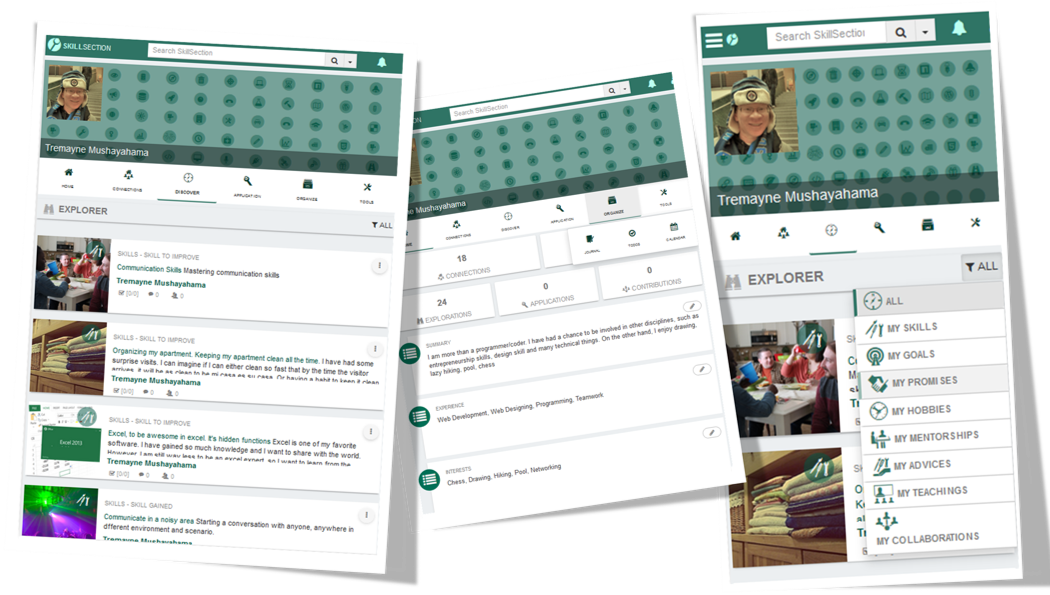 SKILLSECTION
Search SkillSection
Tremayne Mushayahama
HOME
CONNECTIONS
DISCOVER
APPLICATION
ORGANIZE
TOOLS
EXPLORER
ALL
SKILLS - SKILL TO IMPROVE
Communication Skills Mastering communication skills
Tremayne Mushayahama
[0/0] 0 0
SKILLS - SKILL TO IMPROVE
Organizing my apartment. Keeping my apartment clean all the time. I have had some
surprise visits. I can imagine if I can either clean so fast that by the time the visitor
arrives, it will be as clean to be mi casa es su casa. Or having a habit to keep it clean
Tremayne Mushayahama
[0/0] 0 0
Excel 2013
SKILLS - SKILL TO IMPROVE
Excel, to be awesome in excel. it's hidden functions Excel is one of my favorite
software. I have gained so much knowledge and I want to share with the world.
However, I am still way less to be an excel expert, so I want to learn from the
Tremayne Mushayahama
[0/0] 0 0
SKILLS - SKILL GAINED
Communicate in a noisy area Starting a conversation with anyone, anywhere in
different environment and scenario.
Tremayne Mushayahama
CTION
Search SkillSection
ne Mushayahama
CONNECTIONS
DISCOVER
APPLICATION
ORGANIZE
TOOLS
JOURNAL
TODOS
CALENDAR
18
CONNECTIONS
24
EXPLORATIONS
0
APPLICATIONS
0
CONTRIBUTIONS
SUMMARY
I am more than a programmer/coder. I have had a chance to be involved in other disciplines, such as
entrepreneurship skills, design skill and many technical things. On the other hand, I enjoy drawing,
lazy hiking, pool, chess
EXPERIENCE
Web Development, Web Designing, Programming, Teamwork
INTERESTS
Chess, Drawing, Hiking, Pool, Networking
Search SkillSection
Tremayne Mushayahama
EXPLORER
ALL
ALL
MY SKILLS
MY GOALS
MY PROMISES
MY HOBBIES
MY MENTORSHIPS
MY ADVICES
MY TEACHINGS
MY COLLABORATIONS